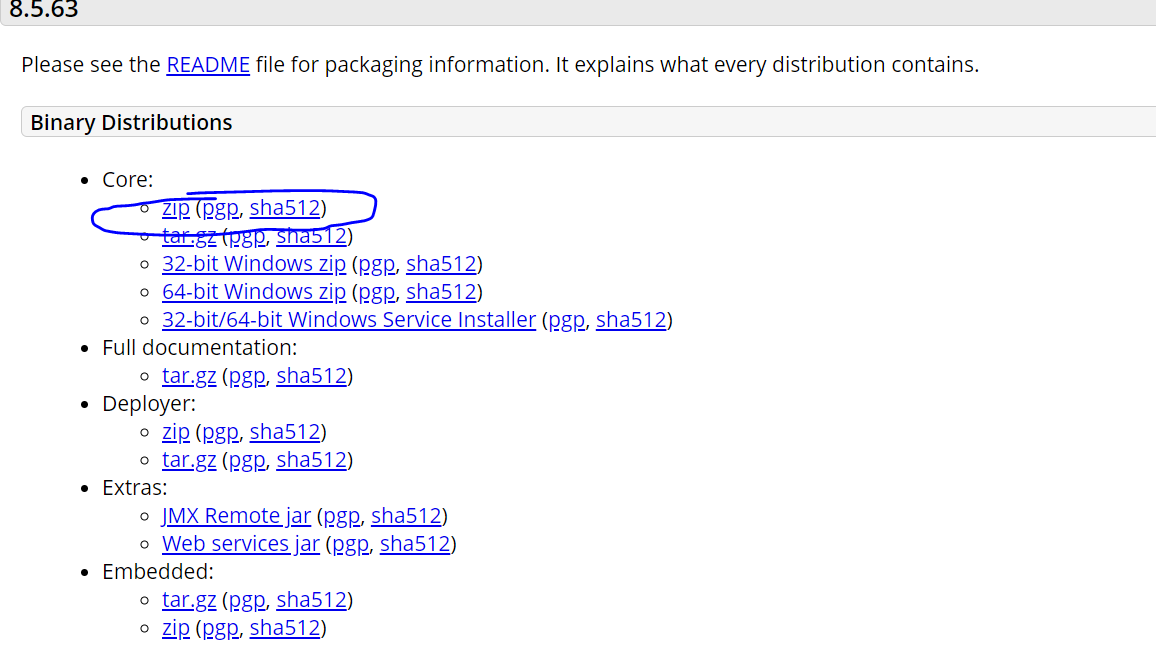 8.5.63
Please see the README file for packaging information. It explains what every distribution contains.
Binary Distributions
Core:
zip (pgp, sha512)
tar.gz (pgp, sha512)
32-bit Windows zip (pgp, sha512)
64-bit Windows zip (pgp, sha512)
32-bit/64-bit Windows Service Installer (pgp, sha512)
Full documentation:
tar.gz (pgp, sha512)
Deployer:
zip (pgp, sha512)
tar.gz (pgp, sha512)
Extras:
JMX Remote jar (pgp, sha512)
Web services jar (pgp, sha512)
Embedded:
tar.gz (pgp, sha512)
zip (pgp, sha512)